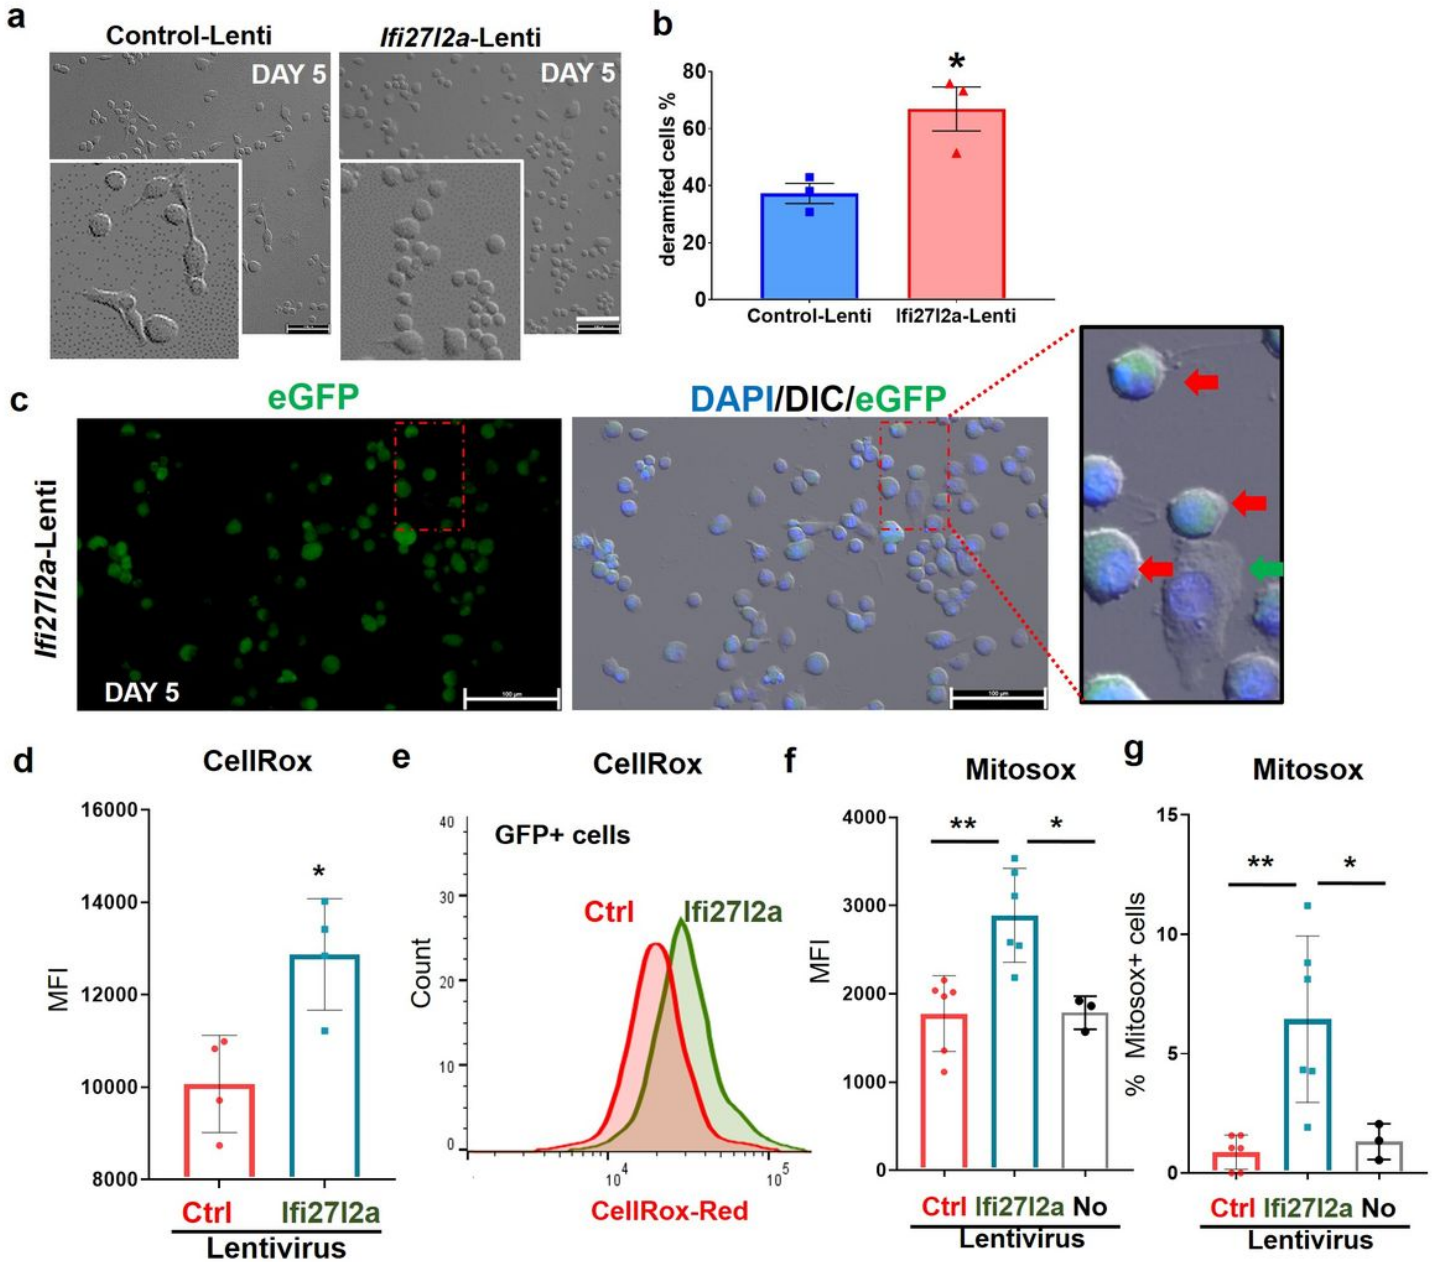 a
Control-Lenti
Ifi27l2a-Lenti
DAY 5
DAY 5
b
deramifed cells %
80
60
40
20
0
*
Control-Lenti
Ifi27l2a-Lenti
c
eGFP
DAPI/DIC/eGFP
Ifi27l2a-Lenti
DAY 5
100 µm
100 µm
d
CellRox
MFI
16000
14000
12000
10000
8000
*
Ctrl
Ifi27l2a
Lentivirus
e
CellRox
GFP+ cells
Ctrl
Ifi27l2a
Count
40
30
20
10
0
10^4
10^5
CellRox-Red
f
Mitosox
MFI
4000
3000
2000
1000
0
**
*
Ctrl Ifi27l2a No
Lentivirus
g
Mitosox
% Mitosox+ cells
15
10
5
0
**
*
Ctrl Ifi27l2a No
Lentivirus